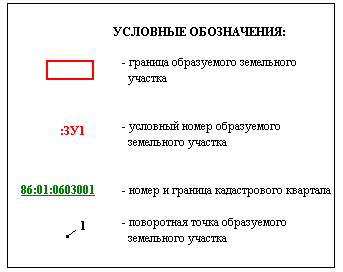 УСЛОВНЫЕ ОБОЗНАЧЕНИЯ:
- граница образуемого земельного
участка
:ЗУ1
- условный номер образуемого
земельного участка
86:01:0603001
- номер и граница кадастрового квартала
1
- поворотная точка образуемого
земельного участка